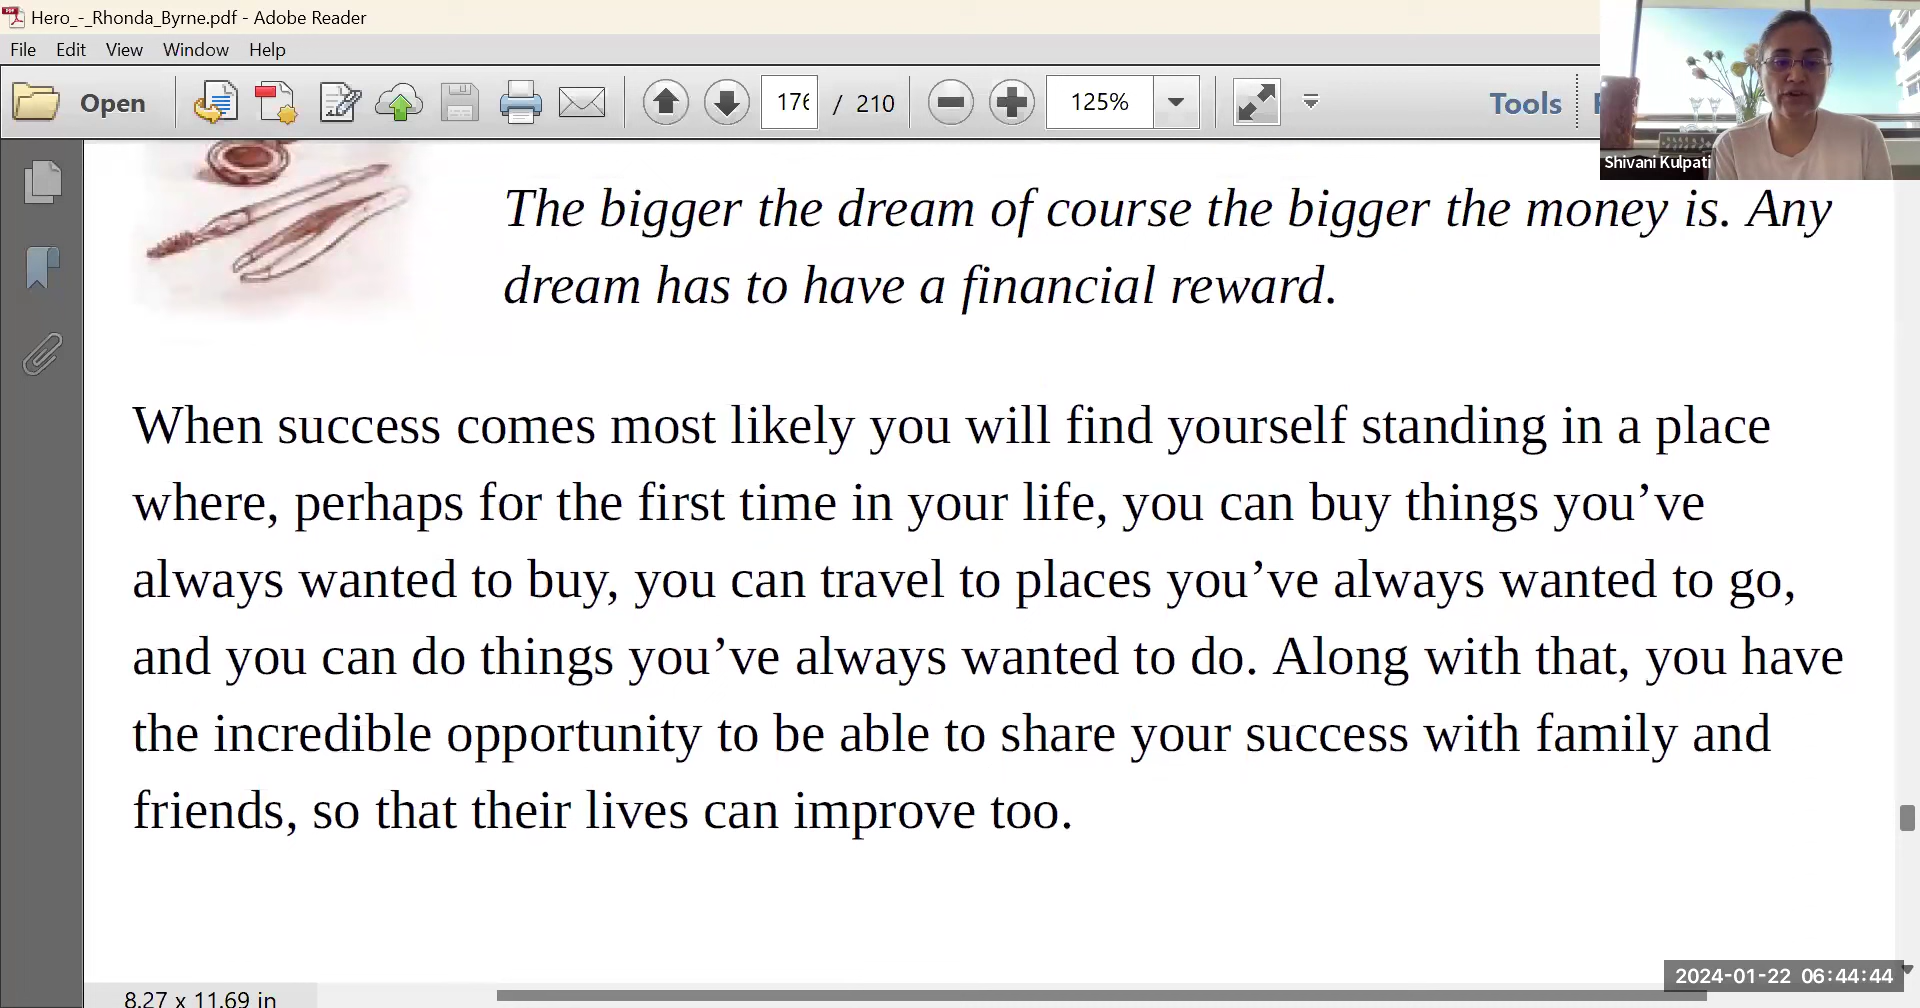 Hero_-_Rhonda_Byrne.pdf - Adobe Reader
File Edit View Window Help
Open 176 / 210 125% Tools
Shivani Kulpati
The bigger the dream of course the bigger the money is. Any
dream has to have a financial reward.
When success comes most likely you will find yourself standing in a place
where, perhaps for the first time in your life, you can buy things you’ve
always wanted to buy, you can travel to places you’ve always wanted to go,
and you can do things you’ve always wanted to do. Along with that, you have
the incredible opportunity to be able to share your success with family and
friends, so that their lives can improve too.
2024-01-22 06:44:44
8.27 x 11.69 in